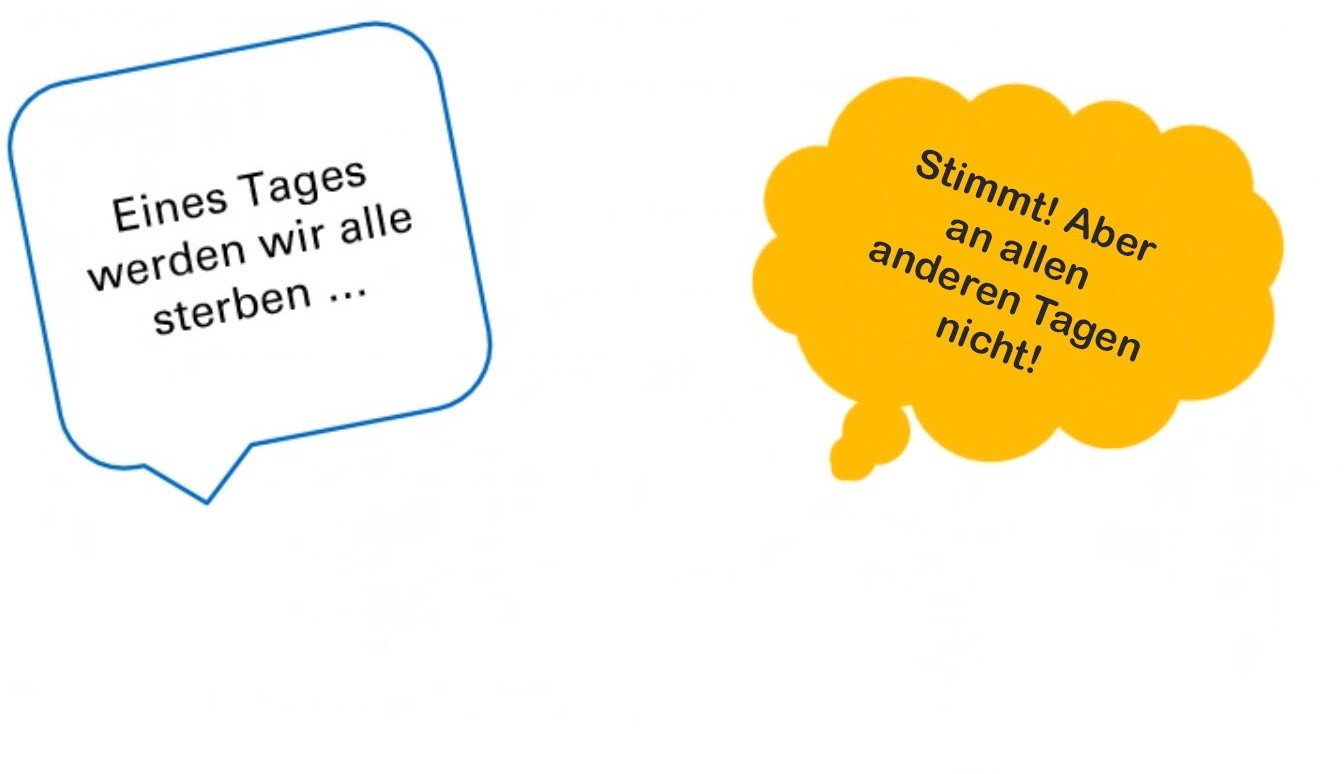 Eines Tages
werden wir alle
sterben ...
Stimmt! Aber
an allen
anderen Tagen
nicht!